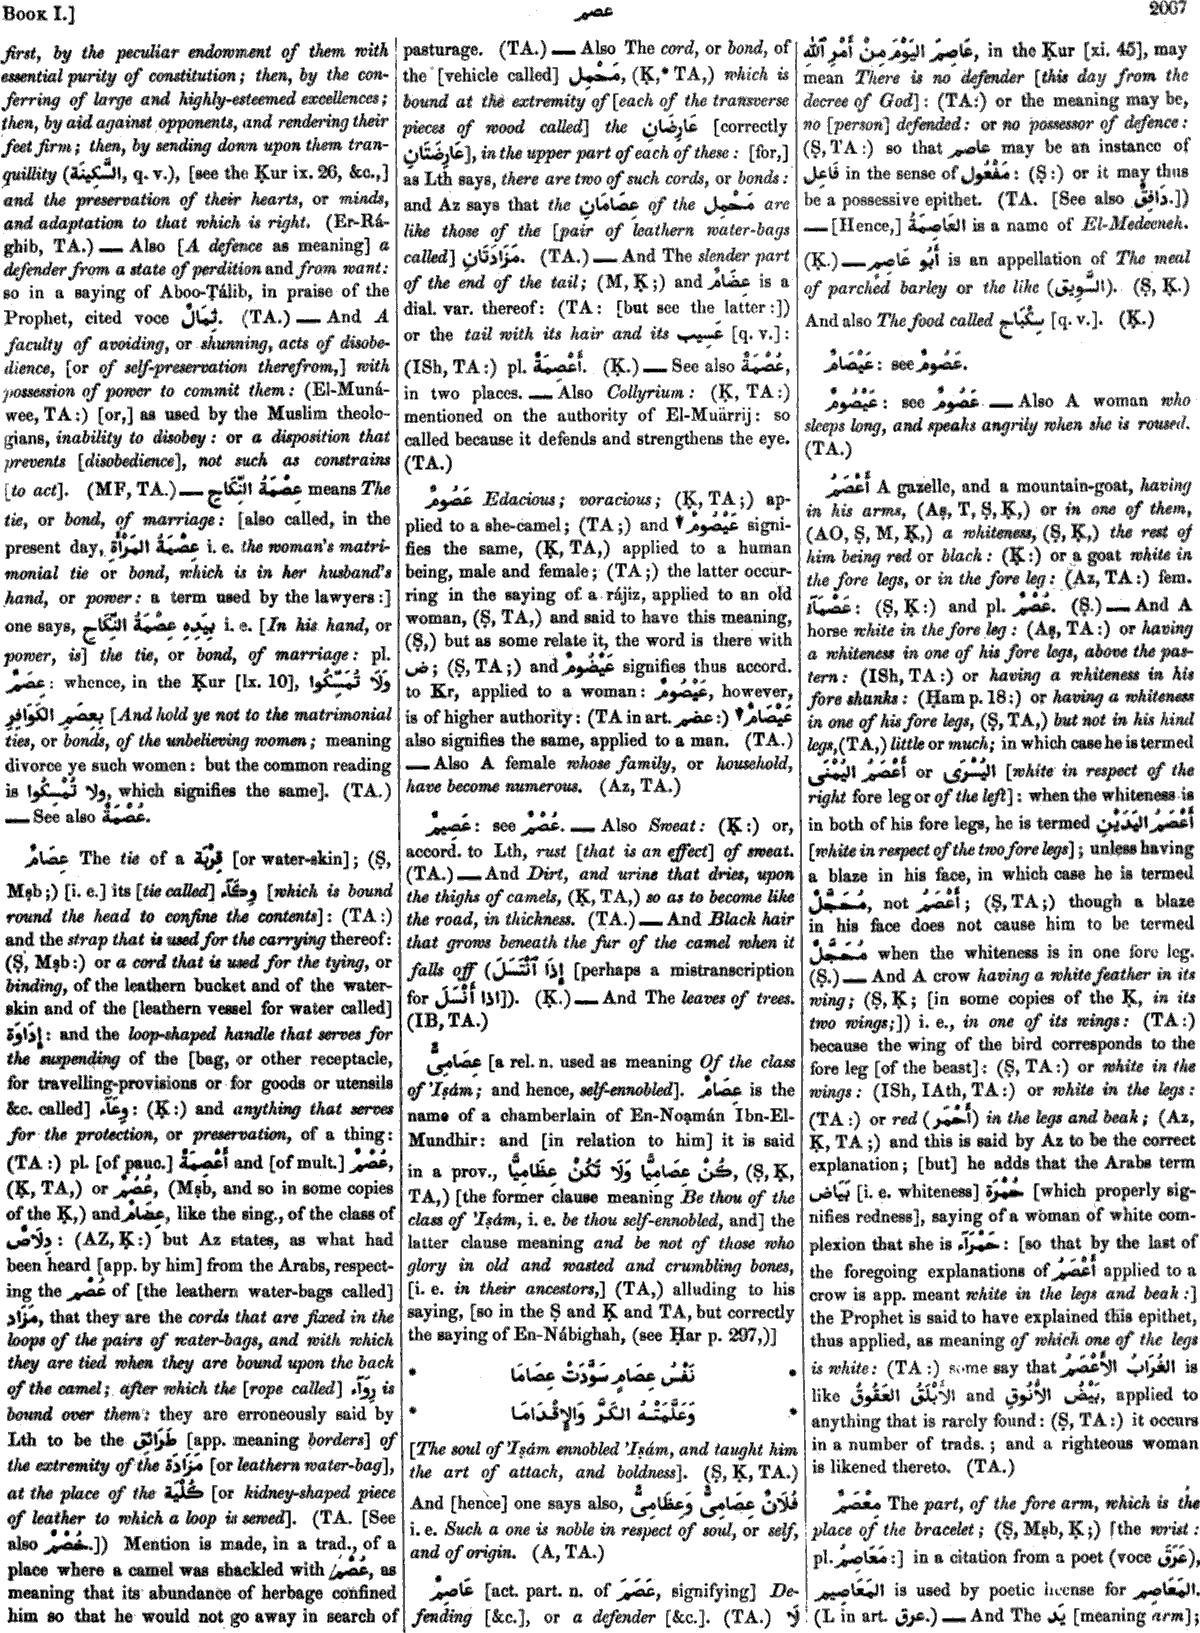 Book I.]
عصم
2067
first, by the peculiar endowment of them with
essential purity of constitution; then, by the con-
ferring of large and highly-esteemed excellences;
then, by aid against opponents, and rendering their
feet firm; then, by sending down upon them tran-
quillity (السَّكِينَة, q. v.), [see the Ḳur ix. 26, &c.,]
and the preservation of their hearts, or minds,
and adaptation to that which is right. (Er-Rá-
ghib, TA.) — Also [A defence as meaning] a
defender from a state of perdition and from want:
so in a saying of Aboo-Ṭálib, in praise of the
Prophet, cited voce ثِمَالٌ. (TA.) — And A
faculty of avoiding, or shunning, acts of disobe-
dience, [or of self-preservation therefrom,] with
possession of power to commit them: (El-Muná-
wee, TA:) [or,] as used by the Muslim theolo-
gians, inability to disobey: or a disposition that
prevents [disobedience], not such as constrains
[to act]. (MF, TA.) — عِصْمَةُ النِّكَاحِ means The
tie, or bond, of marriage: [also called, in the
present day, عِصْمَةُ المَرْأَةِ i. e. the woman's matri-
monial tie or bond, which is in her husband's
hand, or power: a term used by the lawyers:]
one says, بِيَدِهِ عِصْمَةُ النِّكَاحِ i. e. [In his hand, or
power, is] the tie, or bond, of marriage: pl.
عِصَمٌ: whence, in the Ḳur [lx. 10], وَلَا تُمَسِّكُوا
بِعِصَمِ الكَوَافِرِ [And hold ye not to the matrimonial
ties, or bonds, of the unbelieving women; meaning
divorce ye such women: but the common reading
is ولا تُمْسِكُوا, which signifies the same]. (TA.)
— See also عُصْمَةٌ.
عِصَامٌ The tie of a قِرْبَة [or water-skin]; (Ṣ,
Mṣb;) [i. e.] its [tie called] وِكَآء [which is bound
round the head to confine the contents]: (TA:)
and the strap that is used for the carrying thereof:
(Ṣ, Mṣb:) or a cord that is used for the tying, or
binding, of the leathern bucket and of the water-
skin and of the [leathern vessel for water called]
إِدَاوَة: and the loop-shaped handle that serves for
the suspending of the [bag, or other receptacle,
for travelling-provisions or for goods or utensils
&c. called] وِعَآء: (Ḳ:) and anything that serves
for the protection, or preservation, of a thing:
(TA:) pl. [of pauc.] أَعْصِمَةٌ and [of mult.] عُصْمٌ,
(Ḳ, TA,) or عُصُمٌ, (Mṣb, and so in some copies
of the Ḳ,) and عِصَامٌ, like the sing., of the class of
دِلَاصٌ: (AZ, Ḳ:) but Az states, as what had
been heard [app. by him] from the Arabs, respect-
ing the عُصُم of [the leathern water-bags called]
مَزَاد, that they are the cords that are fixed in the
loops of the pairs of water-bags, and with which
they are tied when they are bound upon the back
of the camel; after which the [rope called] رِوَآء is
bound over them: they are erroneously said by
Lth to be the طَرَائِق [app. meaning borders] of
the extremity of the مَزَادَة [or leathern water-bag],
at the place of the كُلْيَة [or kidney-shaped piece
of leather to which a loop is sewed]. (TA. [See
also خُصْمٌ.]) Mention is made, in a trad., of a
place where a camel was shackled with عُصُم, as
meaning that its abundance of herbage confined
him so that he would not go away in search of
pasturage. (TA.) — Also The cord, or bond, of
the [vehicle called] مَحْمِل, (Ḳ,* TA,) which is
bound at the extremity of [each of the transverse
pieces of wood called] the عَارِضَانِ [correctly
عَارِضَتَانِ], in the upper part of each of these: [for,]
as Lth says, there are two of such cords, or bonds:
and Az says that the عِصَامَانِ of the مَحْمِل are
like those of the [pair of leathern water-bags
called] مَزَادَتَانِ. (TA.) — And The slender part
of the end of the tail; (M, Ḳ;) and عِضَامٌ is a
dial. var. thereof: (TA: [but see the latter:])
or the tail with its hair and its عَسِيب [q. v.]:
(ISh, TA:) pl. أَعْصِمَةٌ. (Ḳ.) — See also عُصْمَةٌ,
in two places. — Also Collyrium: (Ḳ, TA:)
mentioned on the authority of El-Muärrij: so
called because it defends and strengthens the eye.
(TA.)
عَصُومٌ Edacious; voracious; (Ḳ, TA;) ap-
plied to a she-camel; (TA;) and عَيْصُومٌ signi-
fies the same, (Ḳ, TA,) applied to a human
being, male and female; (TA;) the latter occur-
ring in the saying of a rájiz, applied to an old
woman, (Ṣ, TA,) and said to have this meaning,
(Ṣ,) but as some relate it, the word is there with
ض; (Ṣ, TA;) and عَيْضُومٌ signifies thus accord.
to Kr, applied to a woman: عَيْصُومٌ, however,
is of higher authority: (TA in art. عضم:) عَيْصَامٌ
also signifies the same, applied to a man. (TA.)
— Also A female whose family, or household,
have become numerous. (Az, TA.)
عَصِيمٌ: see عُصْمٌ. — Also Sweat: (Ḳ:) or,
accord. to Lth, rust [that is an effect] of sweat.
(TA.) — And Dirt, and urine that dries, upon
the thighs of camels, (Ḳ, TA,) so as to become like
the road, in thickness. (TA.) — And Black hair
that grows beneath the fur of the camel when it
falls off (إِذَا ٱنْتَسَلَ [perhaps a mistranscription
for اذا أَنْسَلَ]). (Ḳ.) — And The leaves of trees.
(IB, TA.)
عِصَامِىٌّ [a rel. n. used as meaning Of the class
of 'Iṣám; and hence, self-ennobled]. عِصَامٌ is the
name of a chamberlain of En-Noạmán Ibn-El-
Mundhir: and [in relation to him] it is said
in a prov., كُنْ عِصَامِيًّا وَلَا تَكُنْ عِظَامِيًّا, (Ṣ, Ḳ,
TA,) [the former clause meaning Be thou of the
class of 'Iṣám, i. e. be thou self-ennobled, and] the
latter clause meaning and be not of those who
glory in old and wasted and crumbling bones,
[i. e. in their ancestors,] (TA,) alluding to his
saying, [so in the Ṣ and Ḳ and TA, but correctly
the saying of En-Nábighah, (see Ḥar p. 297,)]
* نَفْسُ عِصَامٍ سَوَّدَتْ عِصَامَا *
* وَعَلَّمَتْهُ الكَرَّ وَالإِقْدَامَا *
[The soul of 'Iṣám ennobled 'Iṣám, and taught him
the art of attack, and boldness]. (Ṣ, Ḳ, TA.)
And [hence] one says also, فُلَانٌ عِصَامِىٌّ وَعِظَامِىٌّ
i. e. Such a one is noble in respect of soul, or self,
and of origin. (A, TA.)
عَاصِمٌ [act. part. n. of عَصَمَ, signifying] De-
fending [&c.], or a defender [&c.]. (TA.) لَا
عَاصِمَ اليَوْمَ مِنْ أَمْرِ ٱللّٰهِ, in the Ḳur [xi. 45], may
mean There is no defender [this day from the
decree of God]: (TA:) or the meaning may be,
no [person] defended: or no possessor of defence:
(Ṣ, TA:) so that عاصم may be an instance of
فَاعِل in the sense of مَفْعُول: (Ṣ:) or it may thus
be a possessive epithet. (TA. [See also دَافِقٌ.])
— [Hence,] العَاصِمَةُ is a name of El-Medeeneh.
(Ḳ.) — أَبُو عَاصِمٍ is an appellation of The meal
of parched barley or the like (السَّوِيق). (Ṣ, Ḳ.)
And also The food called سِكْبَاج [q. v.]. (Ḳ.)
عَيْصَامٌ: see عَصُومٌ.
عَيْصُومٌ: see عَصُومٌ — Also A woman who
sleeps long, and speaks angrily when she is roused.
(TA.)
أَعْصَمُ A gazelle, and a mountain-goat, having
in his arms, (Aṣ, T, Ṣ, Ḳ,) or in one of them,
(AO, Ṣ, M, Ḳ,) a whiteness, (Ṣ, Ḳ,) the rest of
him being red or black: (Ḳ:) or a goat white in
the fore legs, or in the fore leg: (Az, TA:) fem.
عَصْمَآءُ: (Ṣ, Ḳ:) and pl. عُصْمٌ. (Ṣ.) — And A
horse white in the fore leg: (Aṣ, TA:) or having
a whiteness in one of his fore legs, above the pas-
tern: (ISh, TA:) or having a whiteness in his
fore shanks: (Ḥam p. 18:) or having a whiteness
in one of his fore legs, (Ṣ, TA,) but not in his hind
legs, (TA,) little or much; in which case he is termed
أَعْصَمُ اليُمْنَى or اليُسْرَى [white in respect of the
right fore leg or of the left]: when the whiteness is
in both of his fore legs, he is termed أَعْصَمُ اليَدَيْنِ
[white in respect of the two fore legs]; unless having
a blaze in his face, in which case he is termed
مُحَجَّلٌ, not أَعْصَمُ; (Ṣ, TA;) though a blaze
in his face does not cause him to be termed
مُحَجَّلٌ when the whiteness is in one fore leg.
(Ṣ.) — And A crow having a white feather in its
wing; (Ṣ, Ḳ; [in some copies of the Ḳ, in its
two wings;]) i. e., in one of its wings: (TA:)
because the wing of the bird corresponds to the
fore leg [of the beast]: (Ṣ, TA:) or white in the
wings: (ISh, IAth, TA:) or white in the legs:
(TA:) or red (أَحْمَر) in the legs and beak; (Az,
Ḳ, TA;) and this is said by Az to be the correct
explanation; [but] he adds that the Arabs term
بَيَاض [i. e. whiteness] حُمْرَة [which properly sig-
nifies redness], saying of a woman of white com-
plexion that she is حَمْرَآء: [so that by the last of
the foregoing explanations of أَعْصَمُ applied to a
crow is app. meant white in the legs and beak:]
the Prophet is said to have explained this epithet,
thus applied, as meaning of which one of the legs
is white: (TA:) some say that الغُرَابُ الأَعْصَمُ is
like الأَبْلَقُ العَقُوقُ and بَيْضُ الأَنُوقِ, applied to
anything that is rarely found: (Ṣ, TA:) it occurs
in a number of trads.; and a righteous woman
is likened thereto. (TA.)
مِعْصَمٌ The part, of the fore arm, which is the
place of the bracelet; (Ṣ, Mṣb, Ḳ;) [the wrist:
pl. مَعَاصِمُ:] in a citation from a poet (voce عَرَقَ),
المَعَاصِيم is used by poetic license for المَعَاصِم.
(L in art. عرق.) — And The يَد [meaning arm];